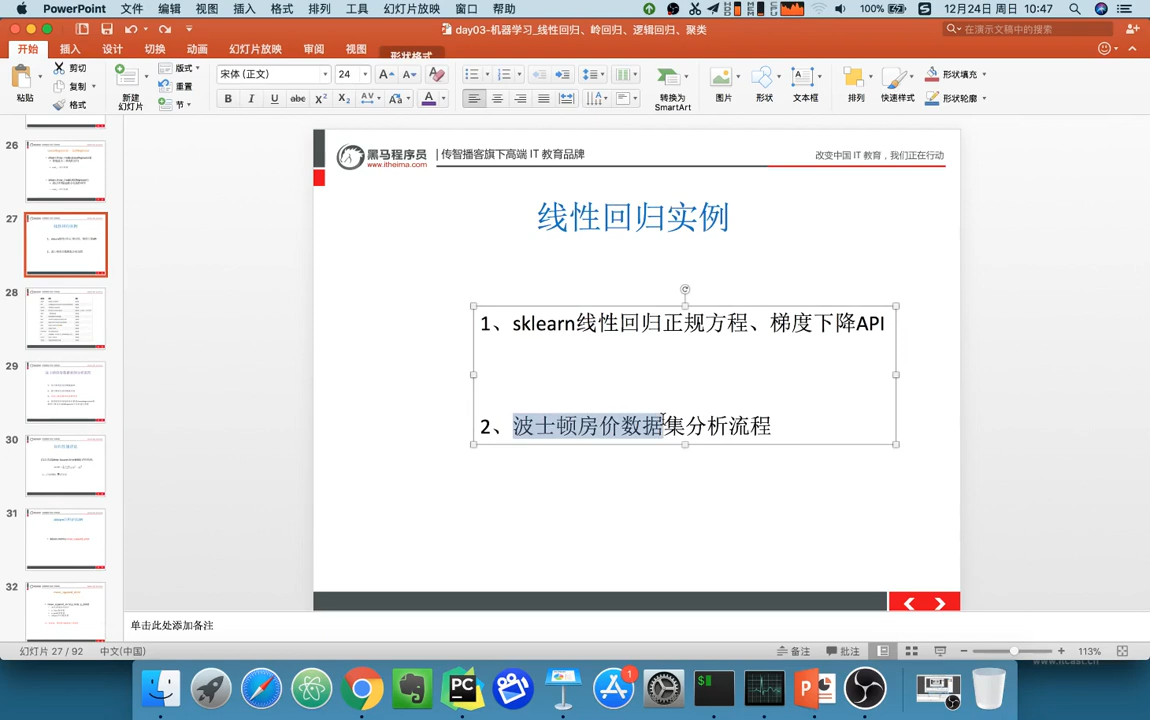 PowerPoint 文件 编辑 视图 插入 格式 排列 工具 幻灯片放映 窗口 帮助 100% 12月24日 周日 10:47
day03-机器学习_线性回归、岭回归、逻辑回归、聚类 在演示文稿中的搜索
开始 插入 设计 切换 动画 幻灯片放映 审阅 视图 形状格式
粘贴 剪切 复制 格式 新建 幻灯片 版式 重置 节 宋体 (正文) 24 转换为 SmartArt 图片 形状 文本框 排列 快速样式 形状填充 形状轮廓
B I U abc X² X₂ AV Aa A
黑马程序员 | 传智播客旗下高端 IT 教育品牌 改变中国 IT 教育，我们正在行动
www.itheima.com
线性回归实例
1、sklearn线性回归正规方程、梯度下降API
2、波士顿房价数据集分析流程
26
27
28
29
30
31
32
单击此处添加备注
幻灯片 27 / 92 中文(中国) 备注 批注 113%
www.itcast.cn
1
PC
$
P